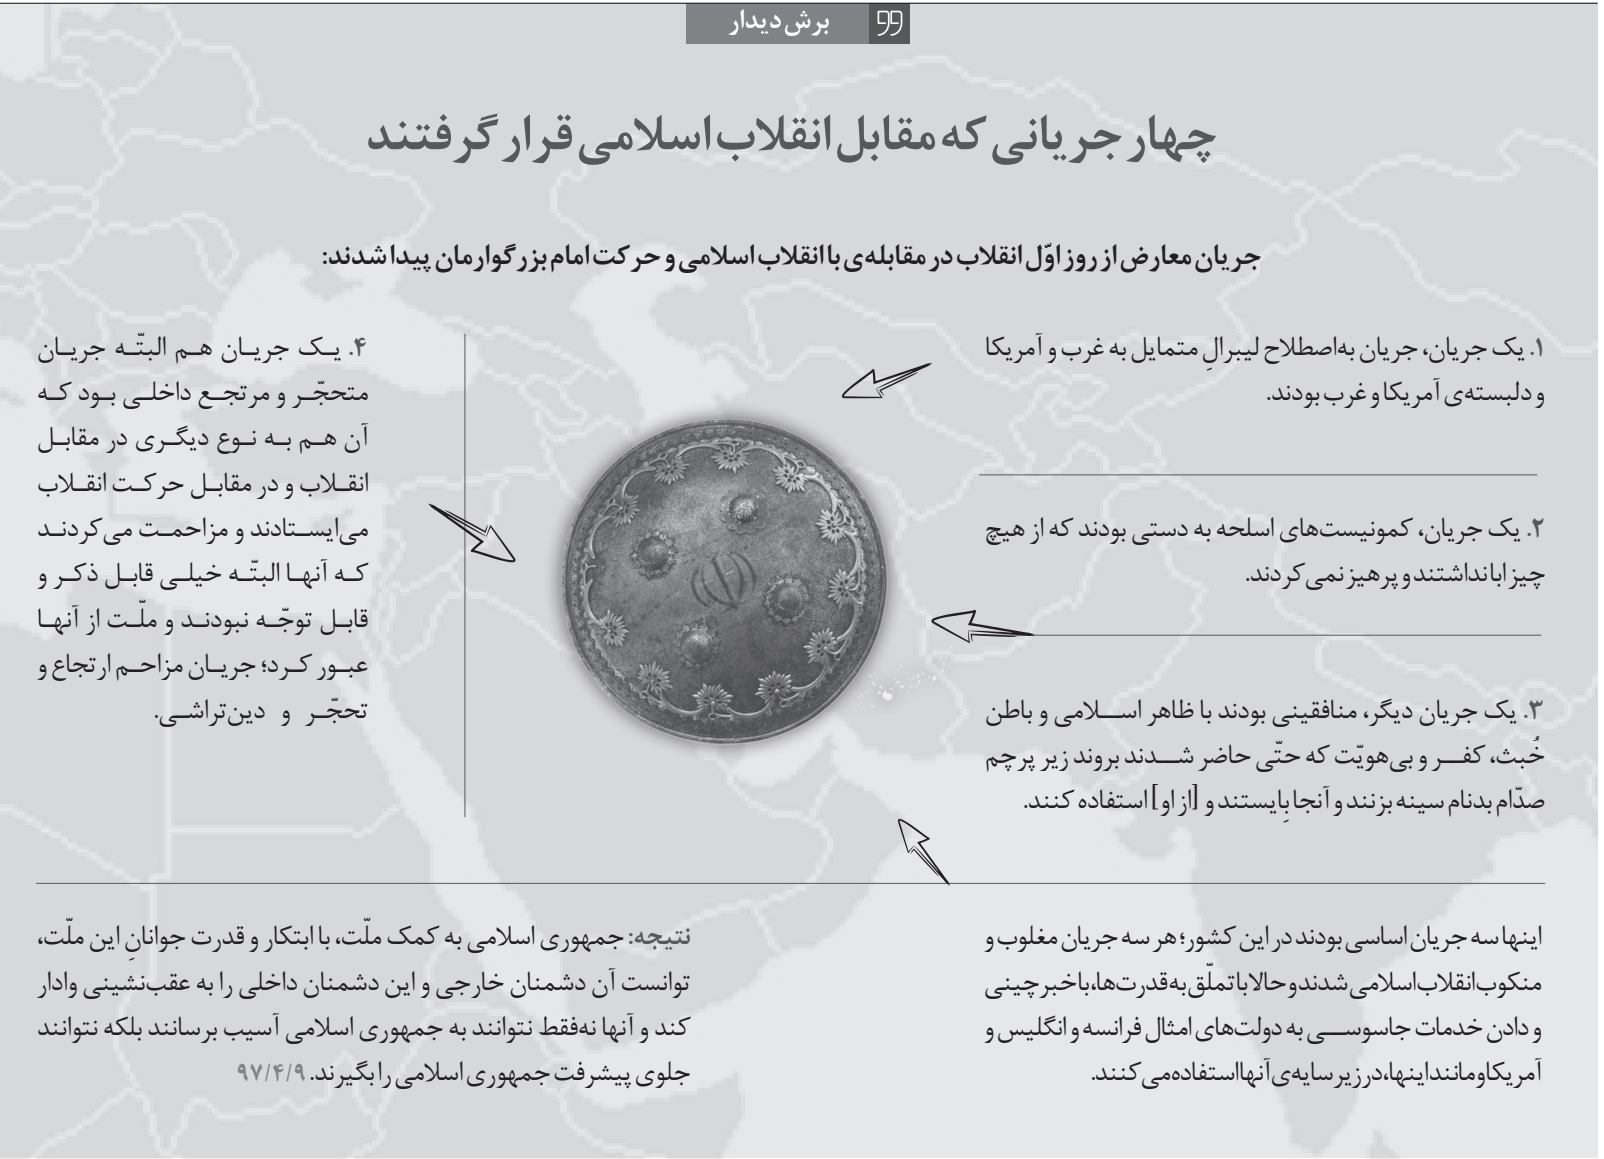 برش دیدار
چهار جریانی که مقابل انقلاب اسلامی قرار گرفتند
جریان معارض از روز اوّل انقلاب در مقابله‌ی با انقلاب اسلامی و حرکت امام بزرگوارمان پیدا شدند:
۱. یک جریان، جریان به‌اصطلاح لیبرالِ متمایل به غرب و آمریکا
و دلبسته‌ی آمریکا و غرب بودند.
۲. یک جریان، کمونیست‌های اسلحه به دستی بودند که از هیچ
چیز ابا نداشتند و پرهیز نمی‌کردند.
۳. یک جریان دیگر، منافقینی بودند با ظاهر اسلامی و باطن
خُبث، کفر و بی‌هویّت که حتّی حاضر شدند بروند زیر پرچم
صدّام بدنام سینه بزنند و آنجا بِایستند و [از او] استفاده کنند.
۴. یک جریان هم البتّه جریان
متحجّر و مرتجع داخلی بود که
آن هم به نوع دیگری در مقابل
انقلاب و در مقابل حرکت انقلاب
می‌ایستادند و مزاحمت می‌کردند
که آنها البتّه خیلی قابل ذکر و
قابل توجّه نبودند و ملّت از آنها
عبور کرد؛ جریان مزاحم ارتجاع و
تحجّر و دین‌تراشی.
اینها سه جریان اساسی بودند در این کشور؛ هر سه جریان مغلوب و
منکوب انقلاب اسلامی شدند و حالا با تملّق به قدرت‌ها، با خبرچینی
و دادن خدمات جاسوسی به دولت‌های امثال فرانسه و انگلیس و
آمریکا و مانند اینها، در زیر سایه‌ی آنها استفاده می‌کنند.
نتیجه: جمهوری اسلامی به کمک ملّت، با ابتکار و قدرت جوانانِ این ملّت،
توانست آن دشمنان خارجی و این دشمنان داخلی را به عقب‌نشینی وادار
کند و آنها نه‌فقط نتوانند به جمهوری اسلامی آسیب برسانند بلکه نتوانند
جلوی پیشرفت جمهوری اسلامی را بگیرند. ۹۷/۴/۹